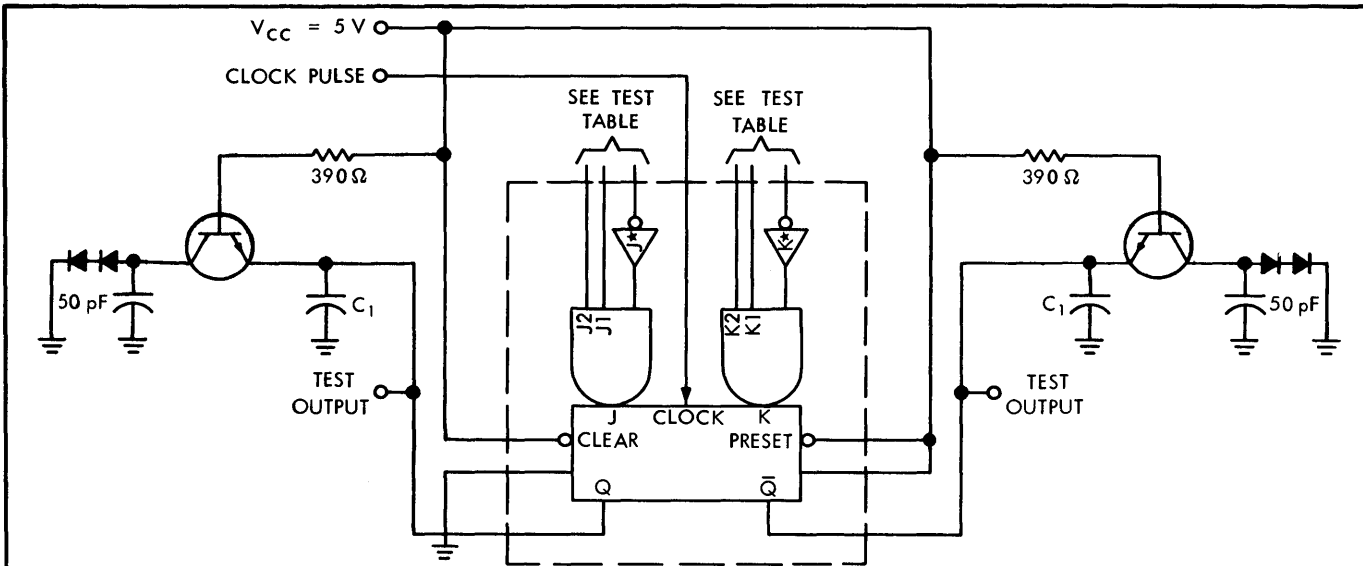 V_CC = 5 V
CLOCK PULSE
SEE TEST
TABLE
SEE TEST
TABLE
390 Ω
390 Ω
J*
K*
50 pF
C₁
J2
J1
K2
K1
C₁
50 pF
TEST
OUTPUT
TEST
OUTPUT
J
CLOCK
K
CLEAR
PRESET
Q
Q̅